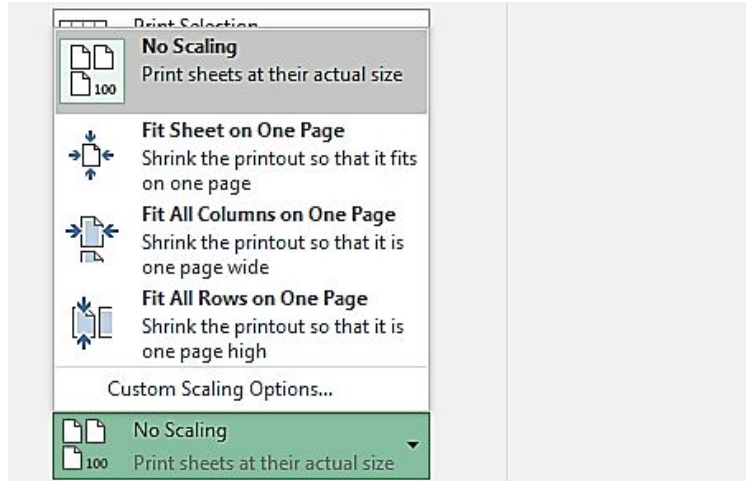 Print Selection
No Scaling
Print sheets at their actual size
100
Fit Sheet on One Page
Shrink the printout so that it fits
on one page
Fit All Columns on One Page
Shrink the printout so that it is
one page wide
Fit All Rows on One Page
Shrink the printout so that it is
one page high
Custom Scaling Options...
No Scaling
100
Print sheets at their actual size